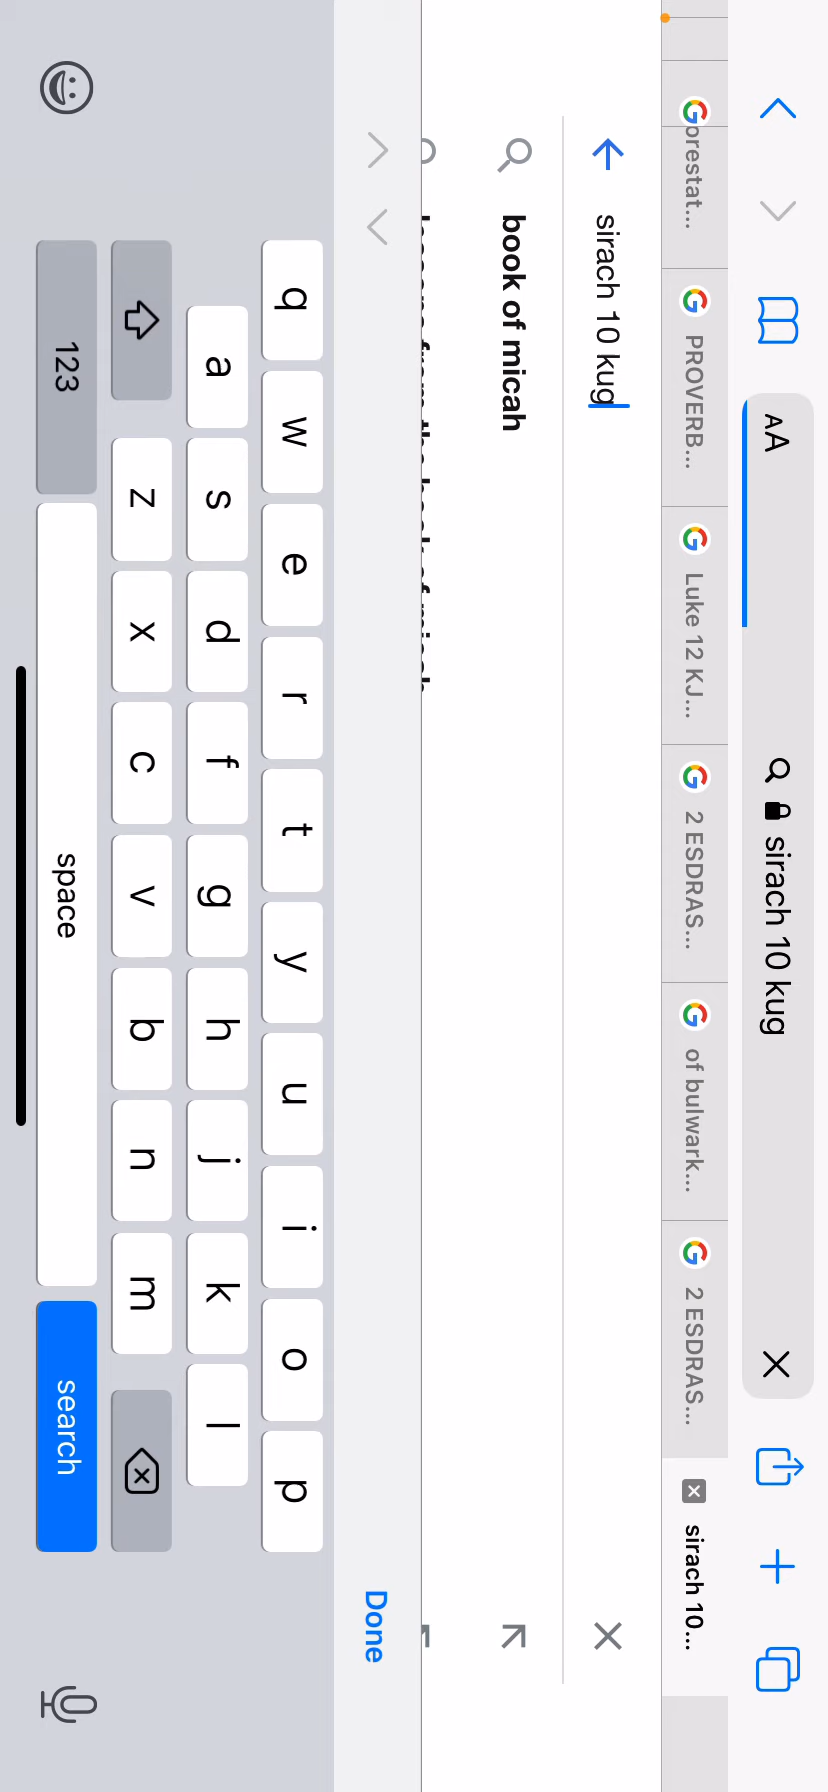 AA sirach 10 kug
prestat...
PROVERB...
Luke 12 KJ...
2 ESDRAS...
of bulwark...
2 ESDRAS...
sirach 10...
sirach 10 kug
book of micah
Done
q w e r t y u i o p
a s d f g h j k l
z x c v b n m
123 space search